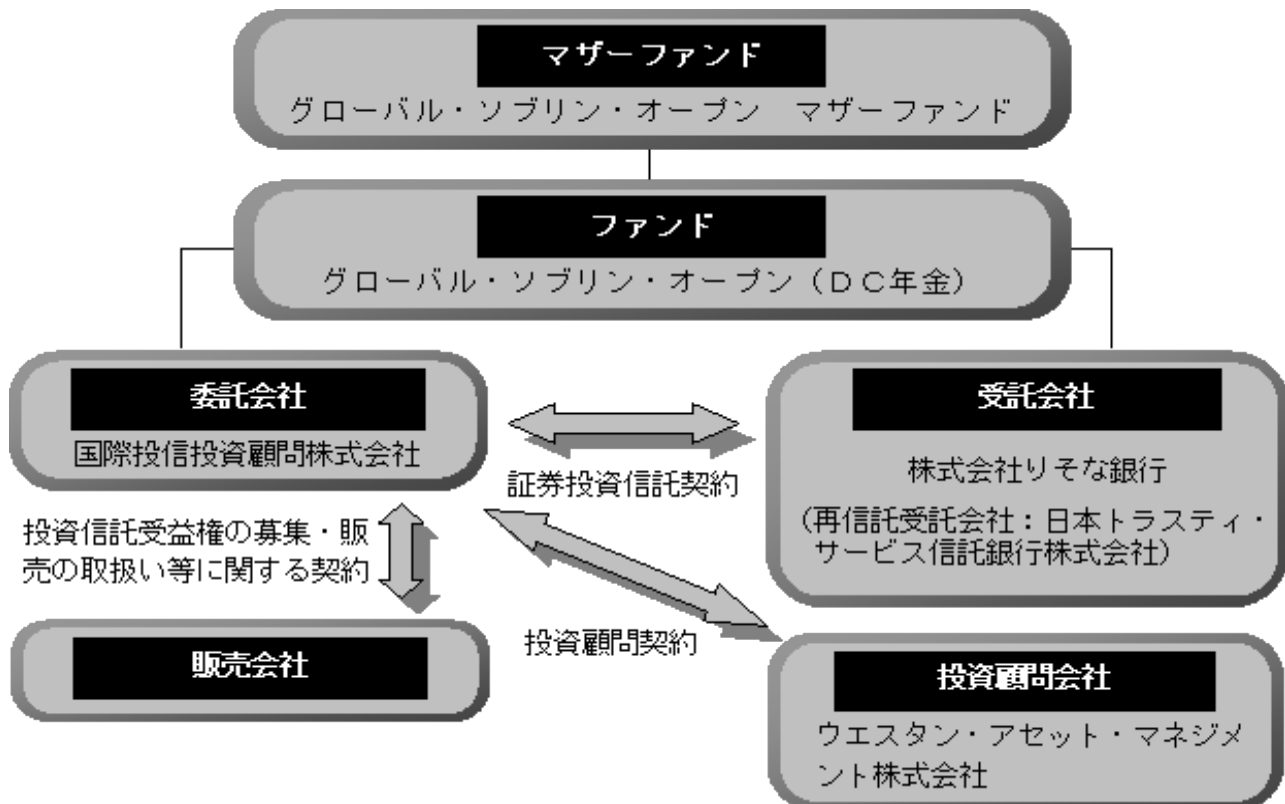 マザーファンド
グローバル・ソブリン・オープン　マザーファンド
ファンド
グローバル・ソブリン・オープン（ＤＣ年金）
委託会社
国際投信投資顧問株式会社
受託会社
株式会社りそな銀行
（再信託受託会社：日本トラスティ・
サービス信託銀行株式会社）
証券投資信託契約
投資信託受益権の募集・販
売の取扱い等に関する契約
投資顧問契約
販売会社
投資顧問会社
ウエスタン・アセット・マネジメ
ント株式会社